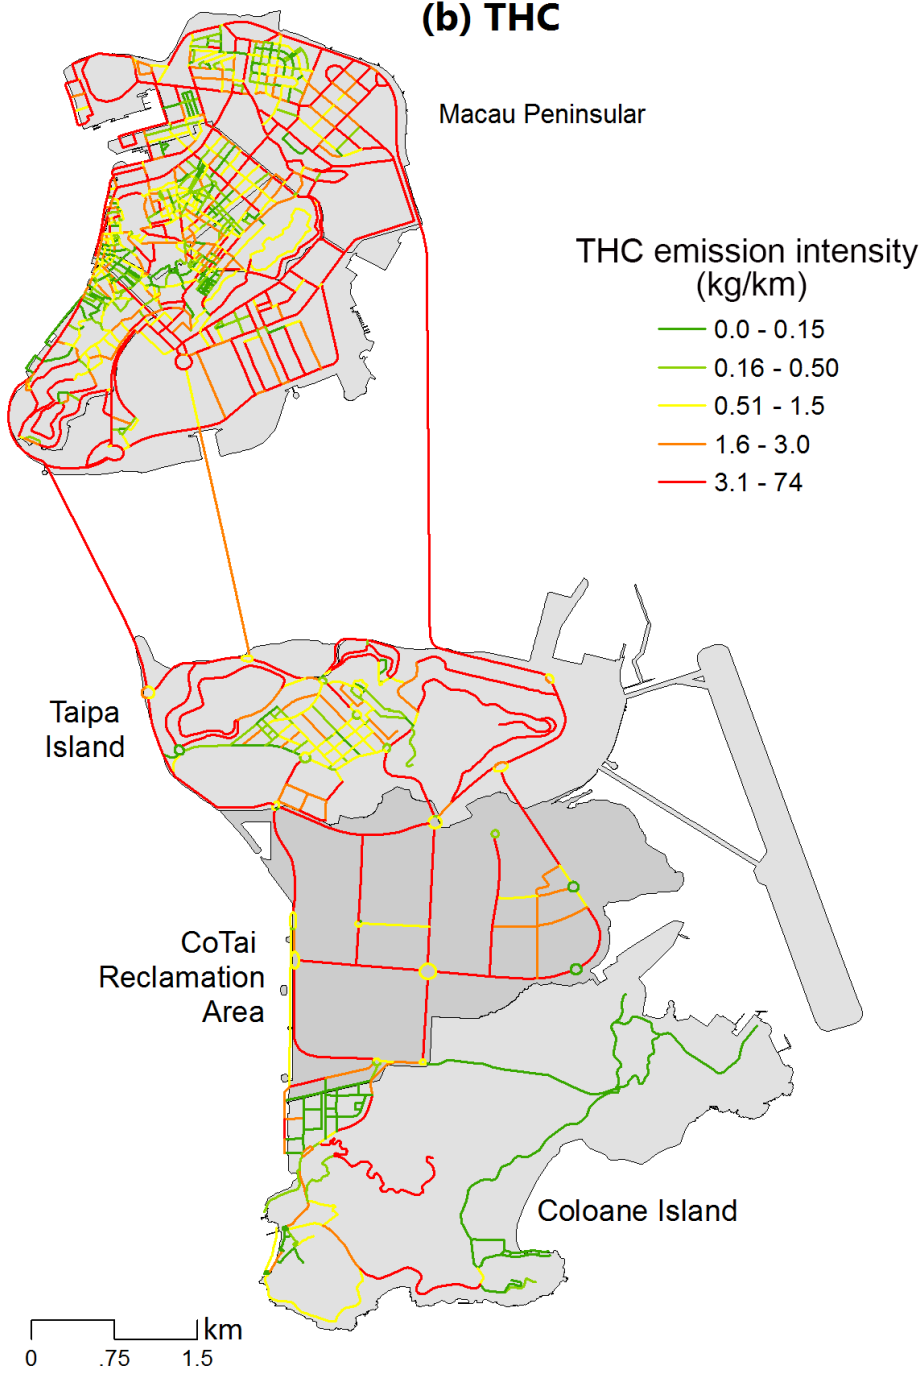 (b) THC
Macau Peninsular
THC emission intensity
(kg/km)
0.0 - 0.15
0.16 - 0.50
0.51 - 1.5
1.6 - 3.0
3.1 - 74
Taipa
Island
CoTai
Reclamation
Area
Coloane Island
km
0 .75 1.5